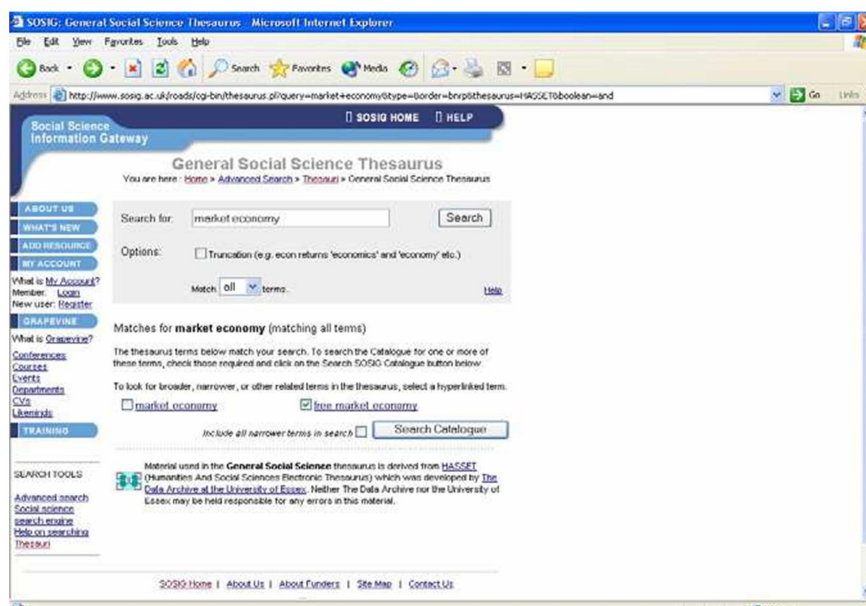 SOSIG: General Social Science Thesaurus - Microsoft Internet Explorer
File Edit View Favorites Tools Help
Back Search Favorites Media
Address http://www.sosig.ac.uk/roads/cgi-bin/thesaurus.pl?query=market+economy&type=&order=bnrp&thesaurus=HASSET&boolean=and Go Links
SOSIG HOME HELP
Social Science
Information Gateway
General Social Science Thesaurus
You are here : Home » Advanced Search » Thesauri » General Social Science Thesaurus
ABOUT US
WHAT'S NEW
ADD RESOURCE
MY ACCOUNT
What is My Account?
Member: Login
New user: Register
GRAPEVINE
What is Grapevine?
Conferences
Courses
Events
Departments
CVs
Likeminds
TRAINING
SEARCH TOOLS
Advanced search
Social science
search engine
Help on searching
Thesauri
Search for: market economy Search
Options: Truncation (e.g. econ returns 'economics' and 'economy' etc.)
Match all terms.. Help
Matches for market economy (matching all terms)
The thesaurus terms below match your search. To search the Catalogue for one or more of
these terms, check those required and click on the Search SOSIG Catalogue button below.
To look for broader, narrower, or other related terms in the thesaurus, select a hyperlinked term.
market economy free market economy
Include all narrower terms in search Search Catalogue
Material used in the General Social Science thesaurus is derived from HASSET
(Humanities And Social Sciences Electronic Thesaurus) which was developed by The
Data Archive at the University of Essex. Neither The Data Archive nor the University of
Essex may be held responsible for any errors in this material.
SOSIG Home | About Us | About Funders | Site Map | Contact Us